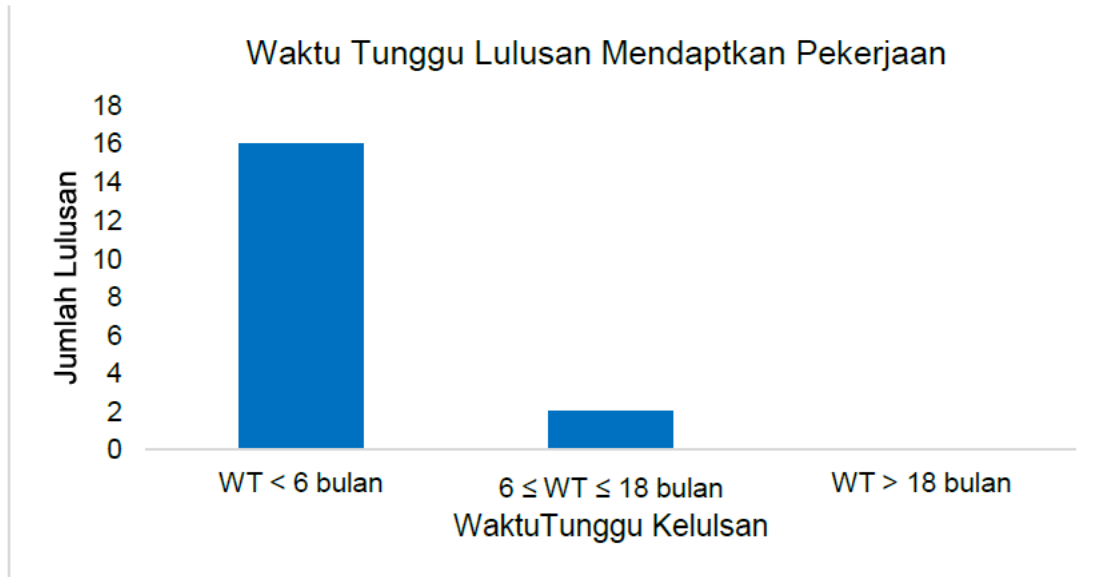 Waktu Tunggu Lulusan Mendaptkan Pekerjaan
Jumlah Lulusan
18
16
14
12
10
8
6
4
2
0
WT < 6 bulan
6 ≤ WT ≤ 18 bulan
WT > 18 bulan
WaktuTunggu Kelulsan